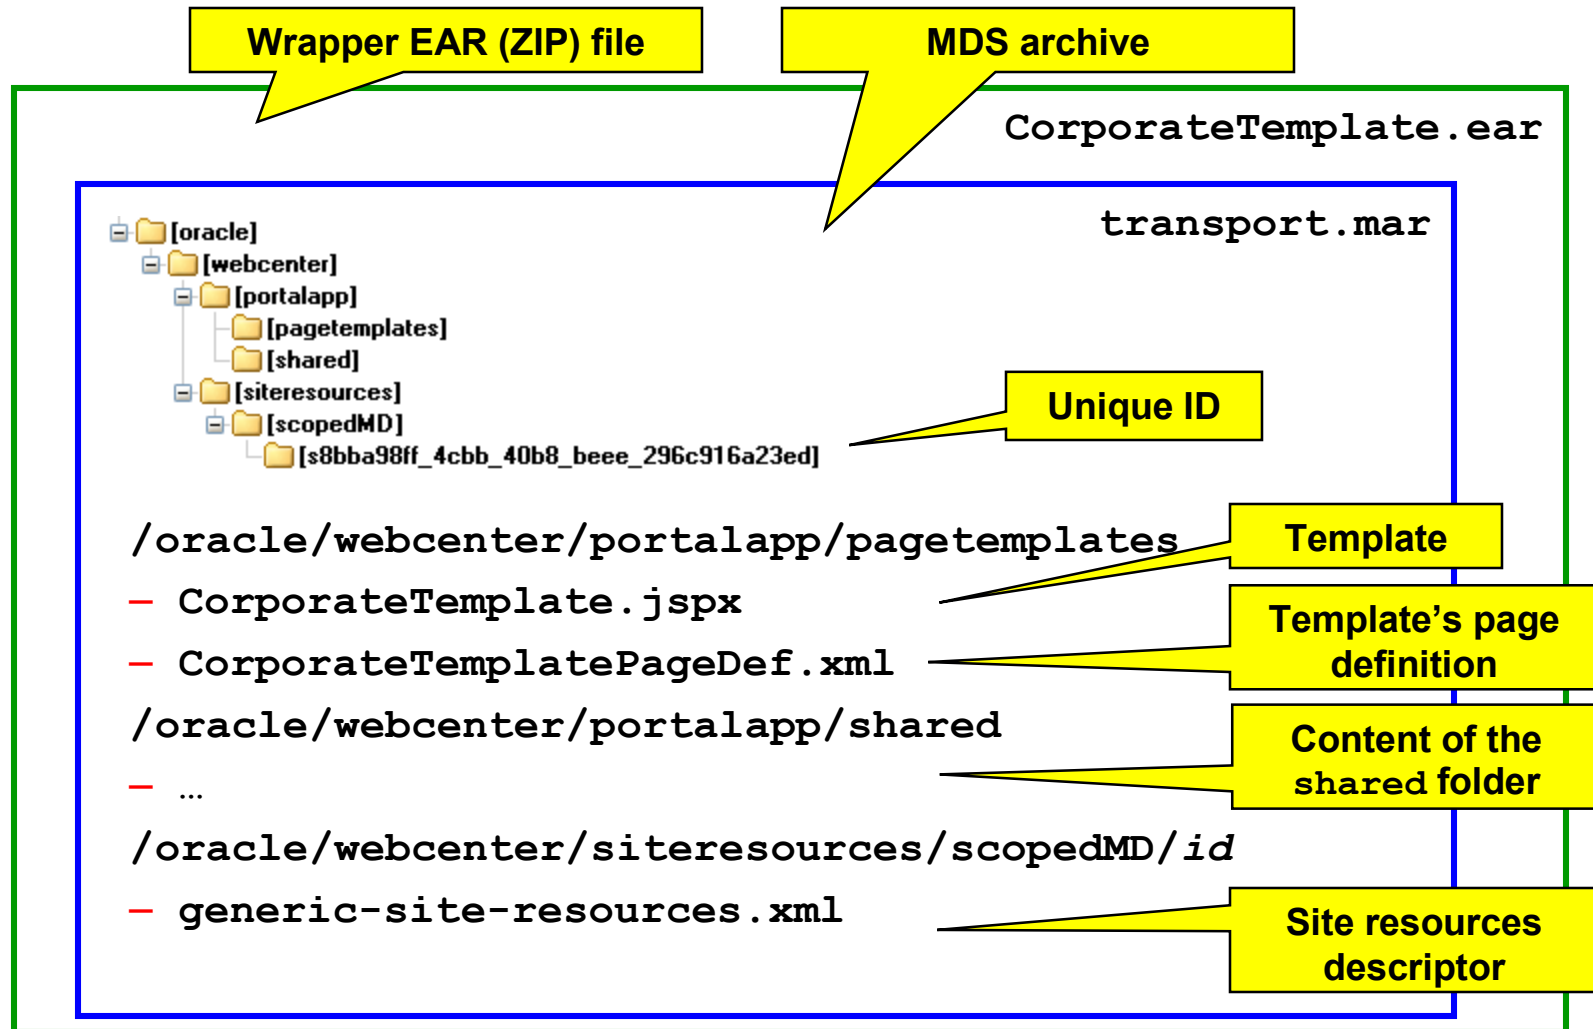 Wrapper EAR (ZIP) file
MDS archive
CorporateTemplate.ear
transport.mar
[oracle]
[webcenter]
[portalapp]
[pagetemplates]
[shared]
[siteresources]
[scopedMD]
[s8bba98ff_4cbb_40b8_beee_296c916a23ed]
Unique ID
/oracle/webcenter/portalapp/pagetemplates
Template
– CorporateTemplate.jspx
– CorporateTemplatePageDef.xml
Template’s page
definition
/oracle/webcenter/portalapp/shared
– …
Content of the
shared folder
/oracle/webcenter/siteresources/scopedMD/id
– generic-site-resources.xml
Site resources
descriptor